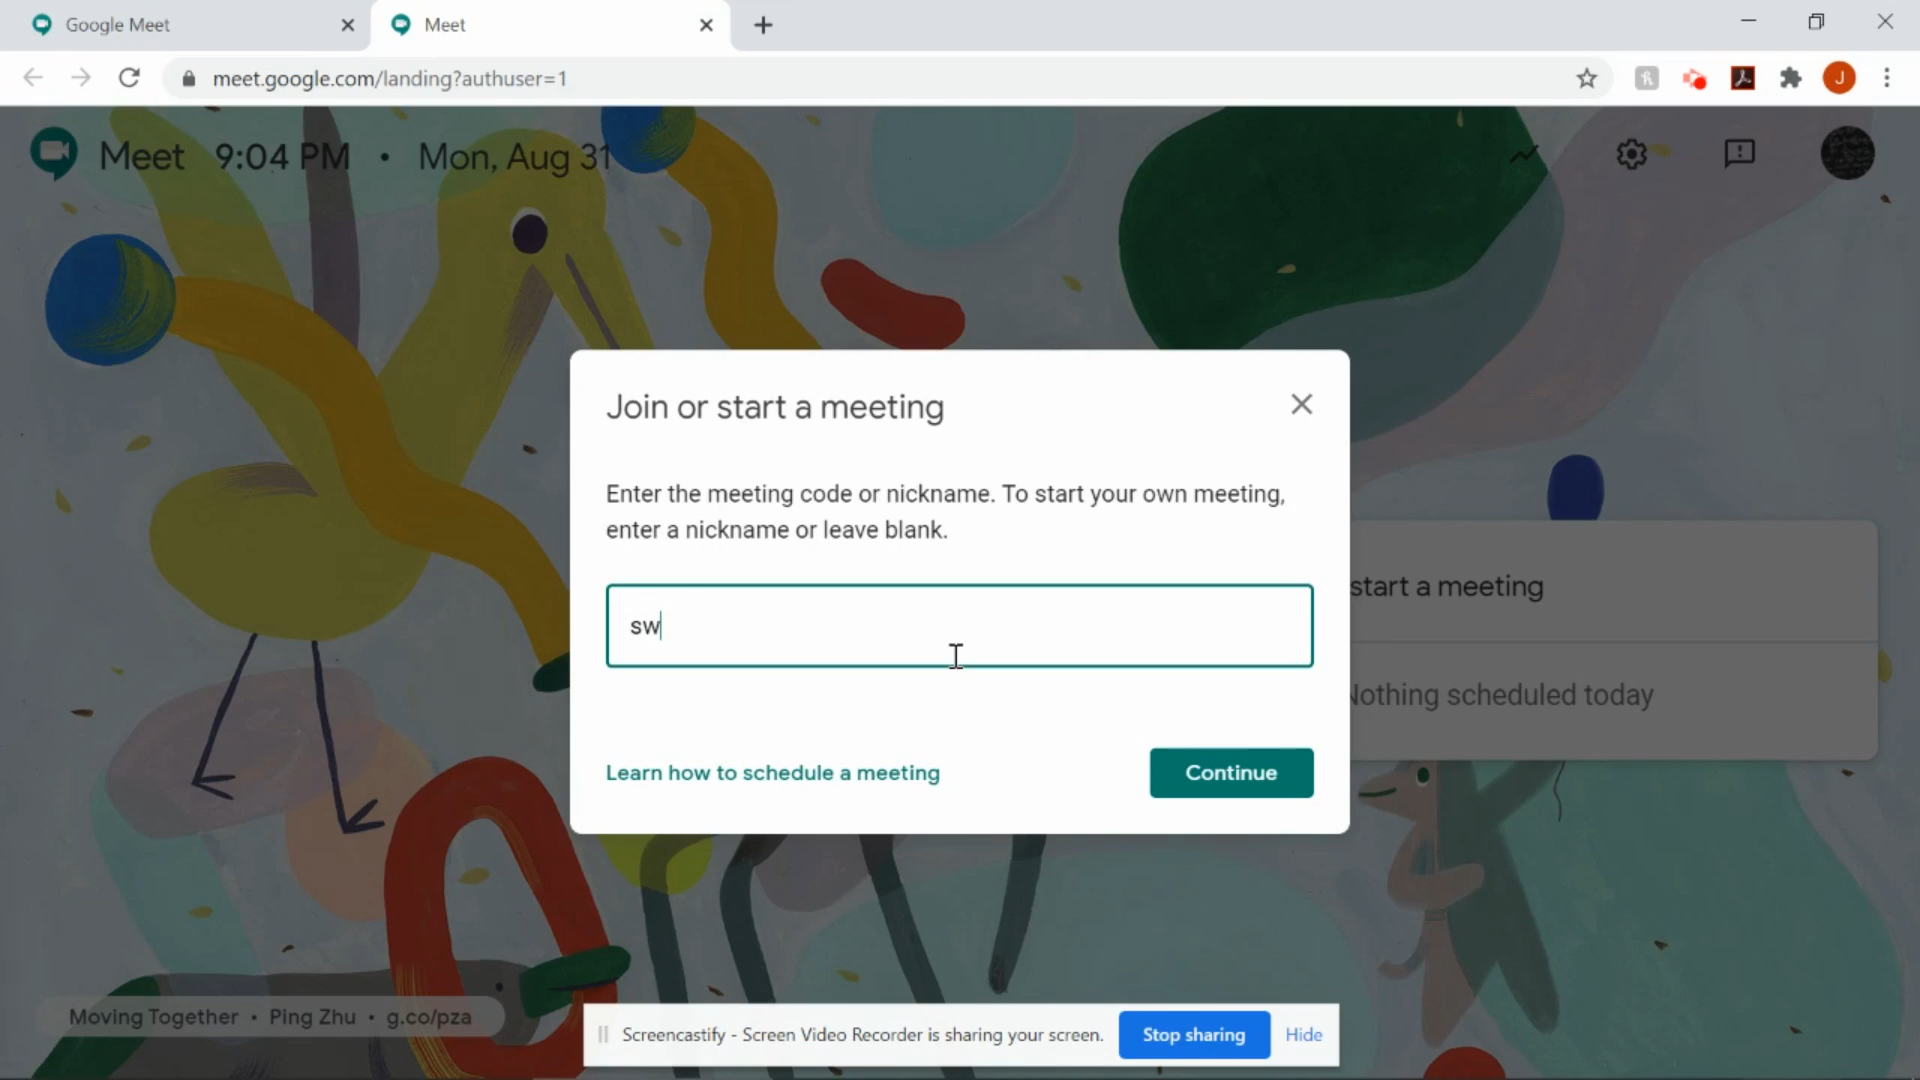 Google Meet
Meet
meet.google.com/landing?authuser=1
J
Meet 9:04 PM • Mon, Aug 31
Join or start a meeting
Enter the meeting code or nickname. To start your own meeting,
enter a nickname or leave blank.
sw
Learn how to schedule a meeting
Continue
start a meeting
Nothing scheduled today
Moving Together • Ping Zhu • g.co/pza
Screencastify - Screen Video Recorder is sharing your screen.
Stop sharing
Hide